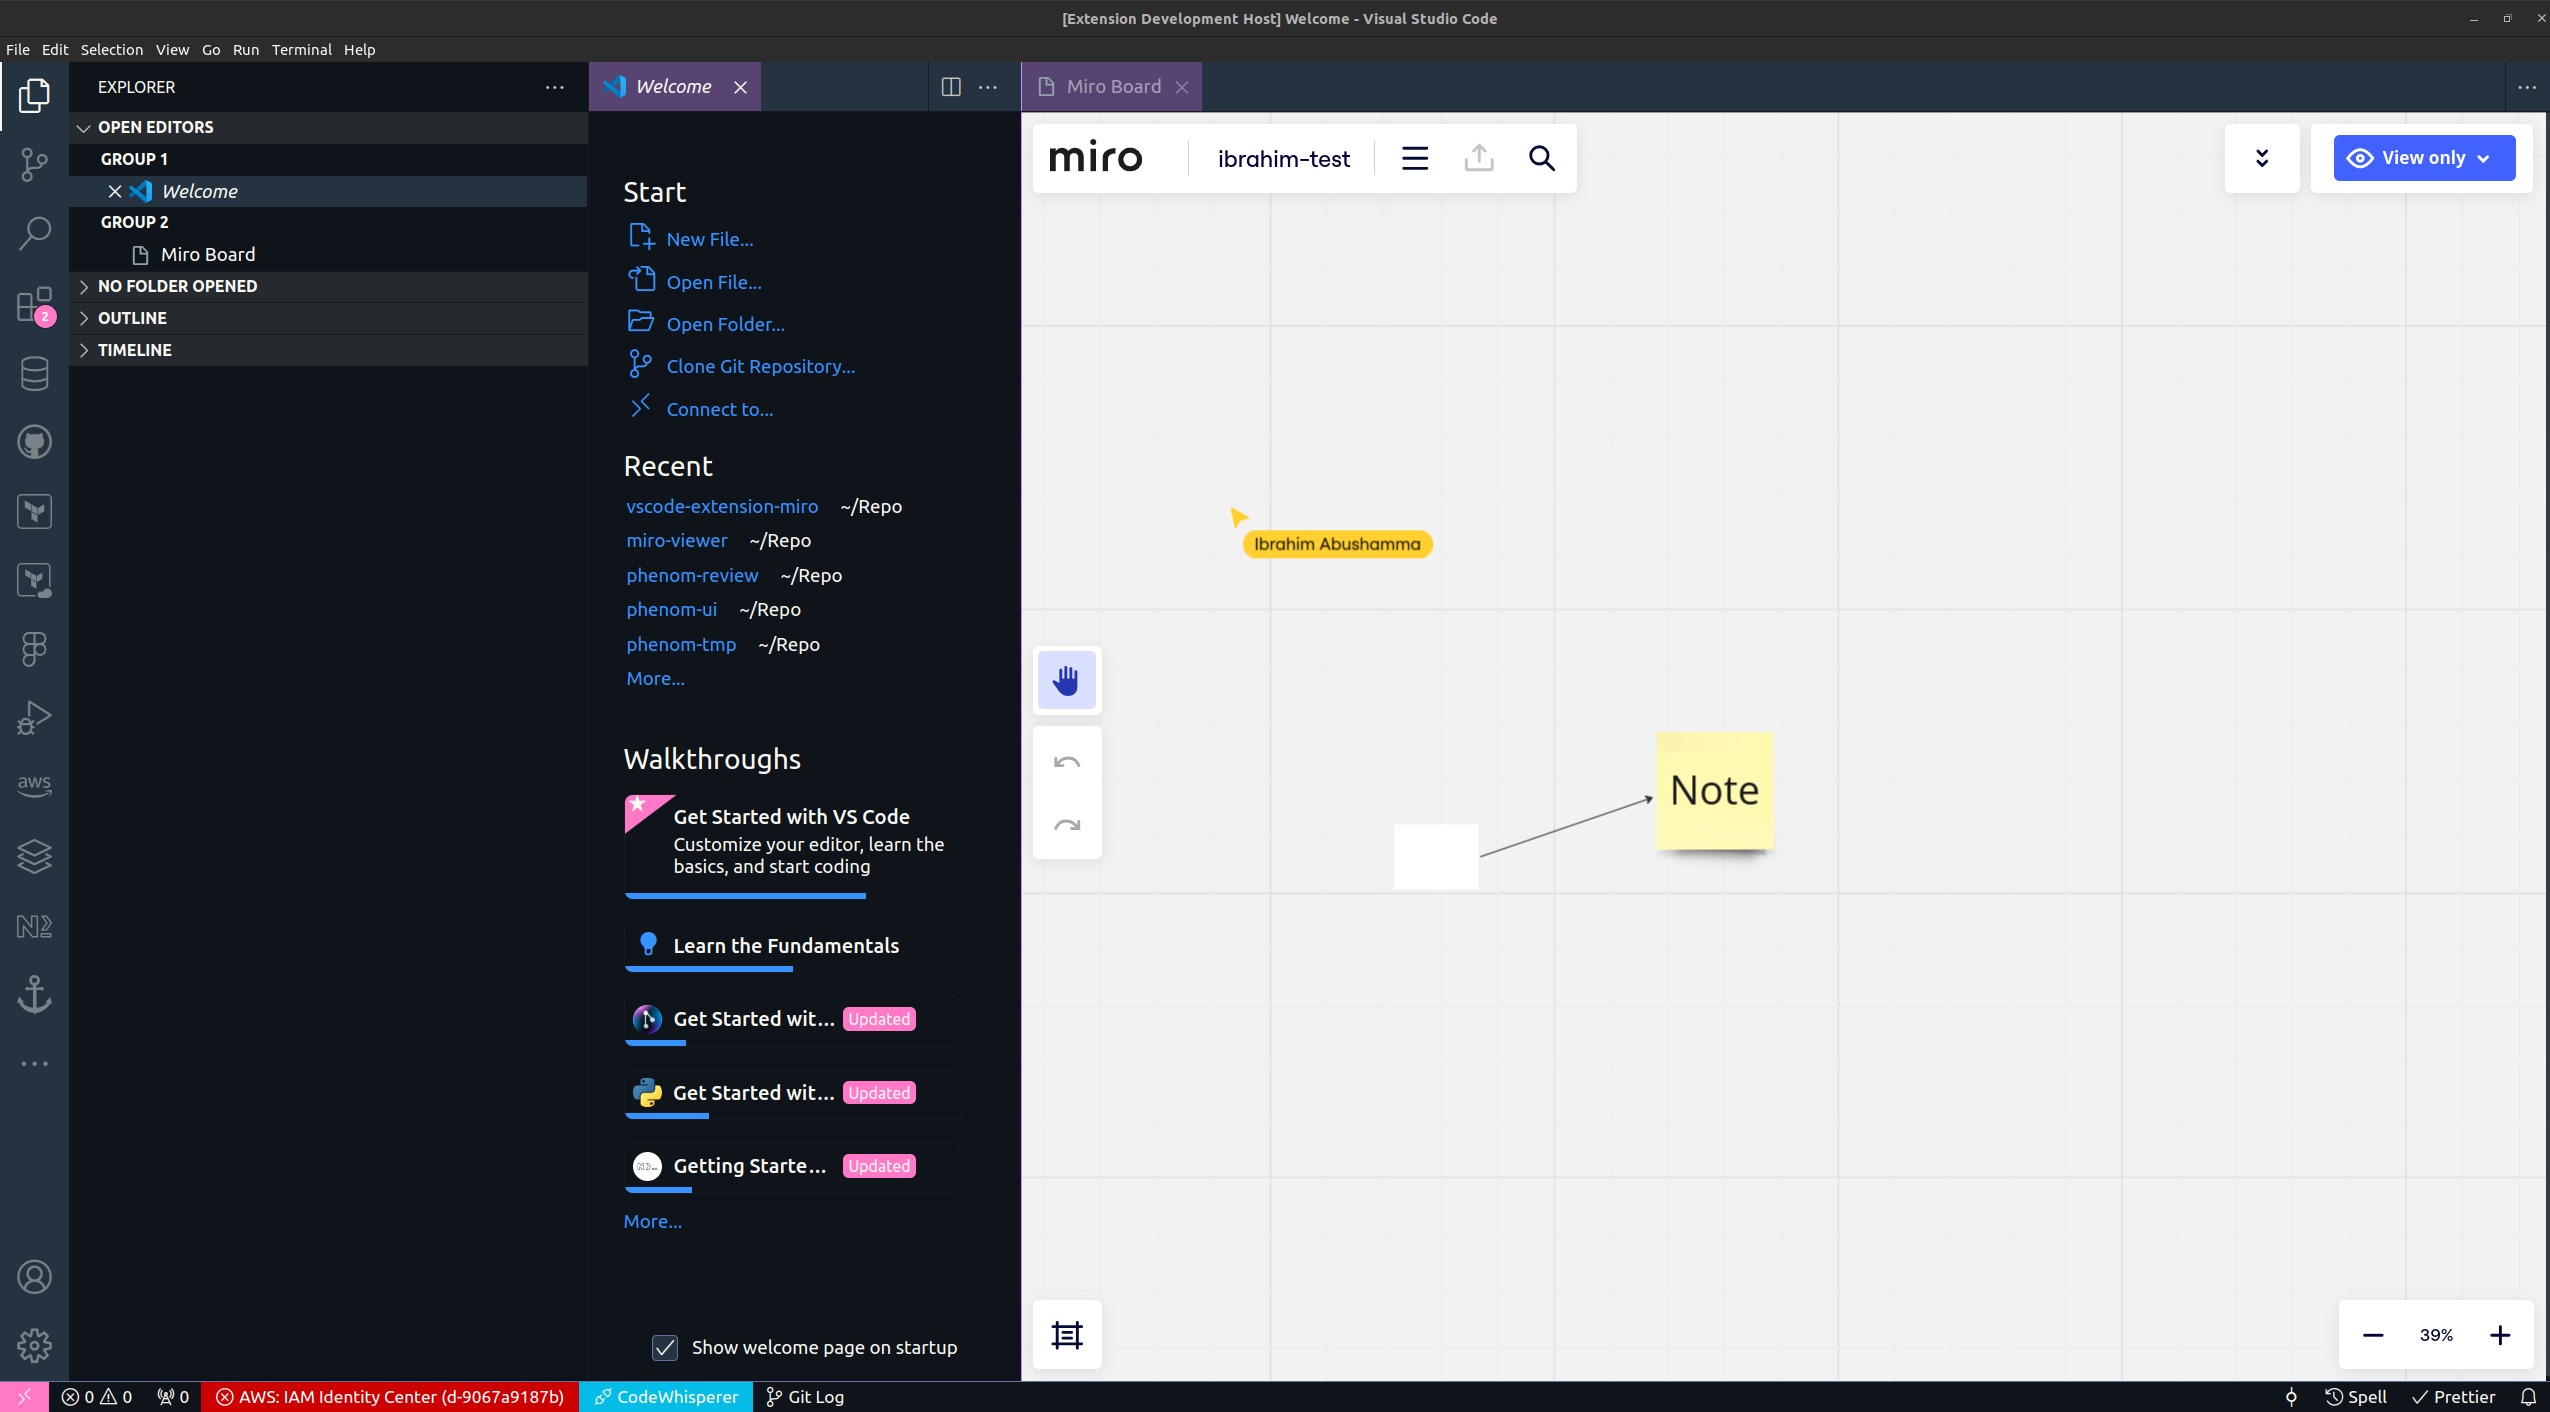 [Extension Development Host] Welcome - Visual Studio Code
File Edit Selection View Go Run Terminal Help
EXPLORER
OPEN EDITORS
GROUP 1
Welcome
GROUP 2
Miro Board
NO FOLDER OPENED
OUTLINE
TIMELINE
2
aws
Welcome
Start
New File...
Open File...
Open Folder...
Clone Git Repository...
Connect to...
Recent
vscode-extension-miro ~/Repo
miro-viewer ~/Repo
phenom-review ~/Repo
phenom-ui ~/Repo
phenom-tmp ~/Repo
More...
Walkthroughs
Get Started with VS Code
Customize your editor, learn the
basics, and start coding
Learn the Fundamentals
Get Started wit... Updated
Get Started wit... Updated
Getting Starte... Updated
More...
Show welcome page on startup
Miro Board
miro ibrahim-test
View only
Ibrahim Abushamma
Note
39%
0 0 0 AWS: IAM Identity Center (d-9067a9187b) CodeWhisperer Git Log Spell Prettier